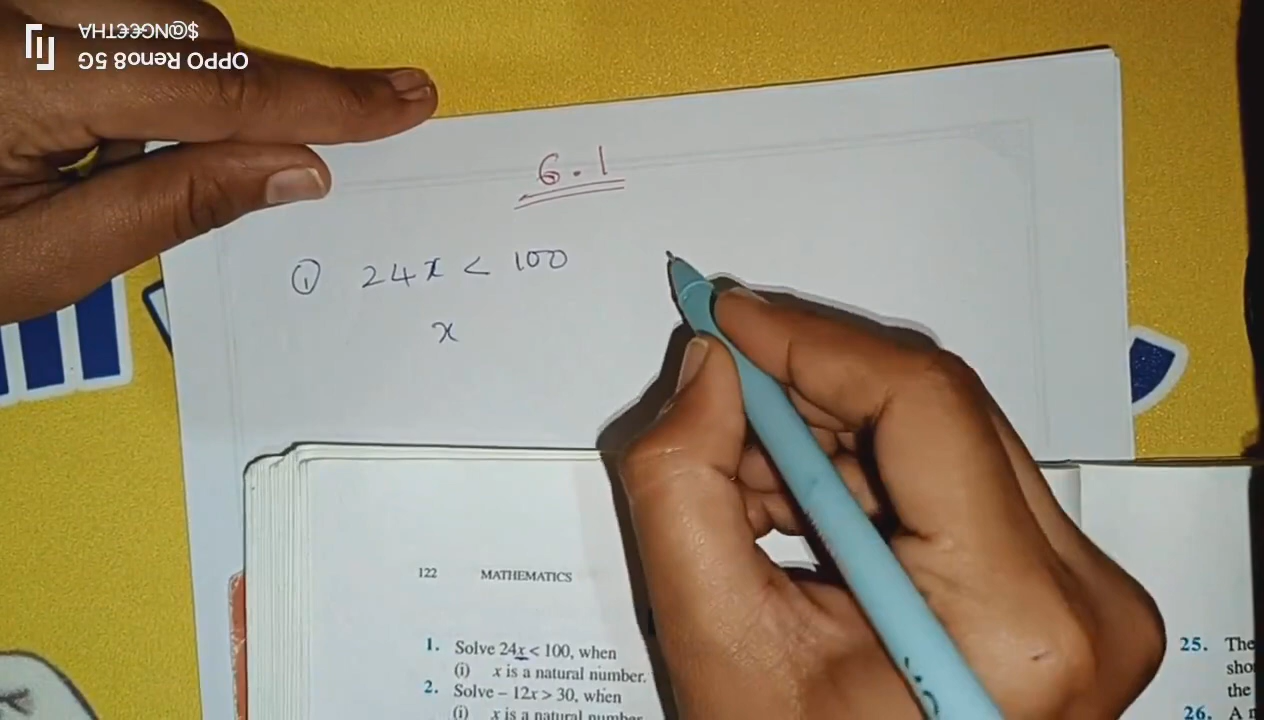 $@NGEETHA
OPPO Reno8 5G
6.1
① 24x < 100
x
122 MATHEMATICS
1. Solve 24x < 100, when
(i) x is a natural number.
2. Solve – 12x > 30, when
(i) x is a natural number
25. The
sho
the
26. A